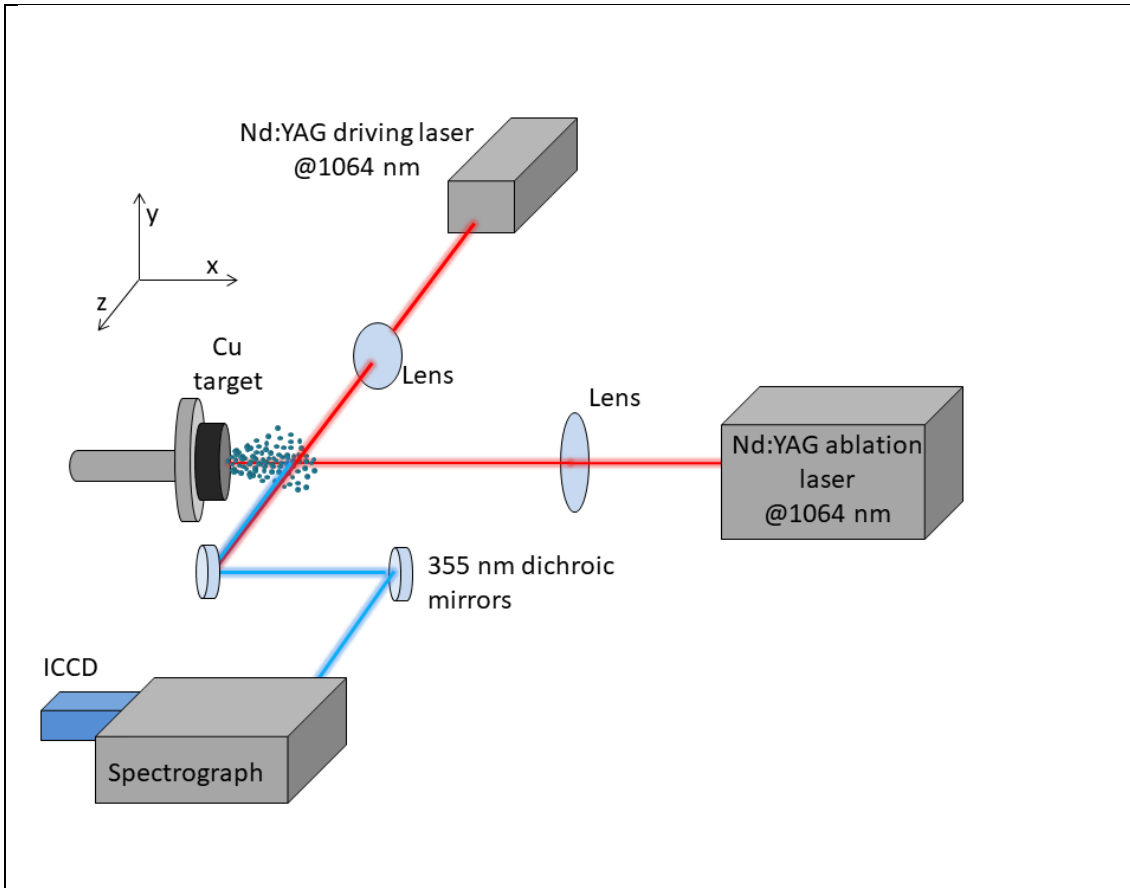 Nd:YAG driving laser
@1064 nm
y
x
z
Cu
target
Lens
Lens
Nd:YAG ablation
laser
@1064 nm
355 nm dichroic
mirrors
ICCD
Spectrograph